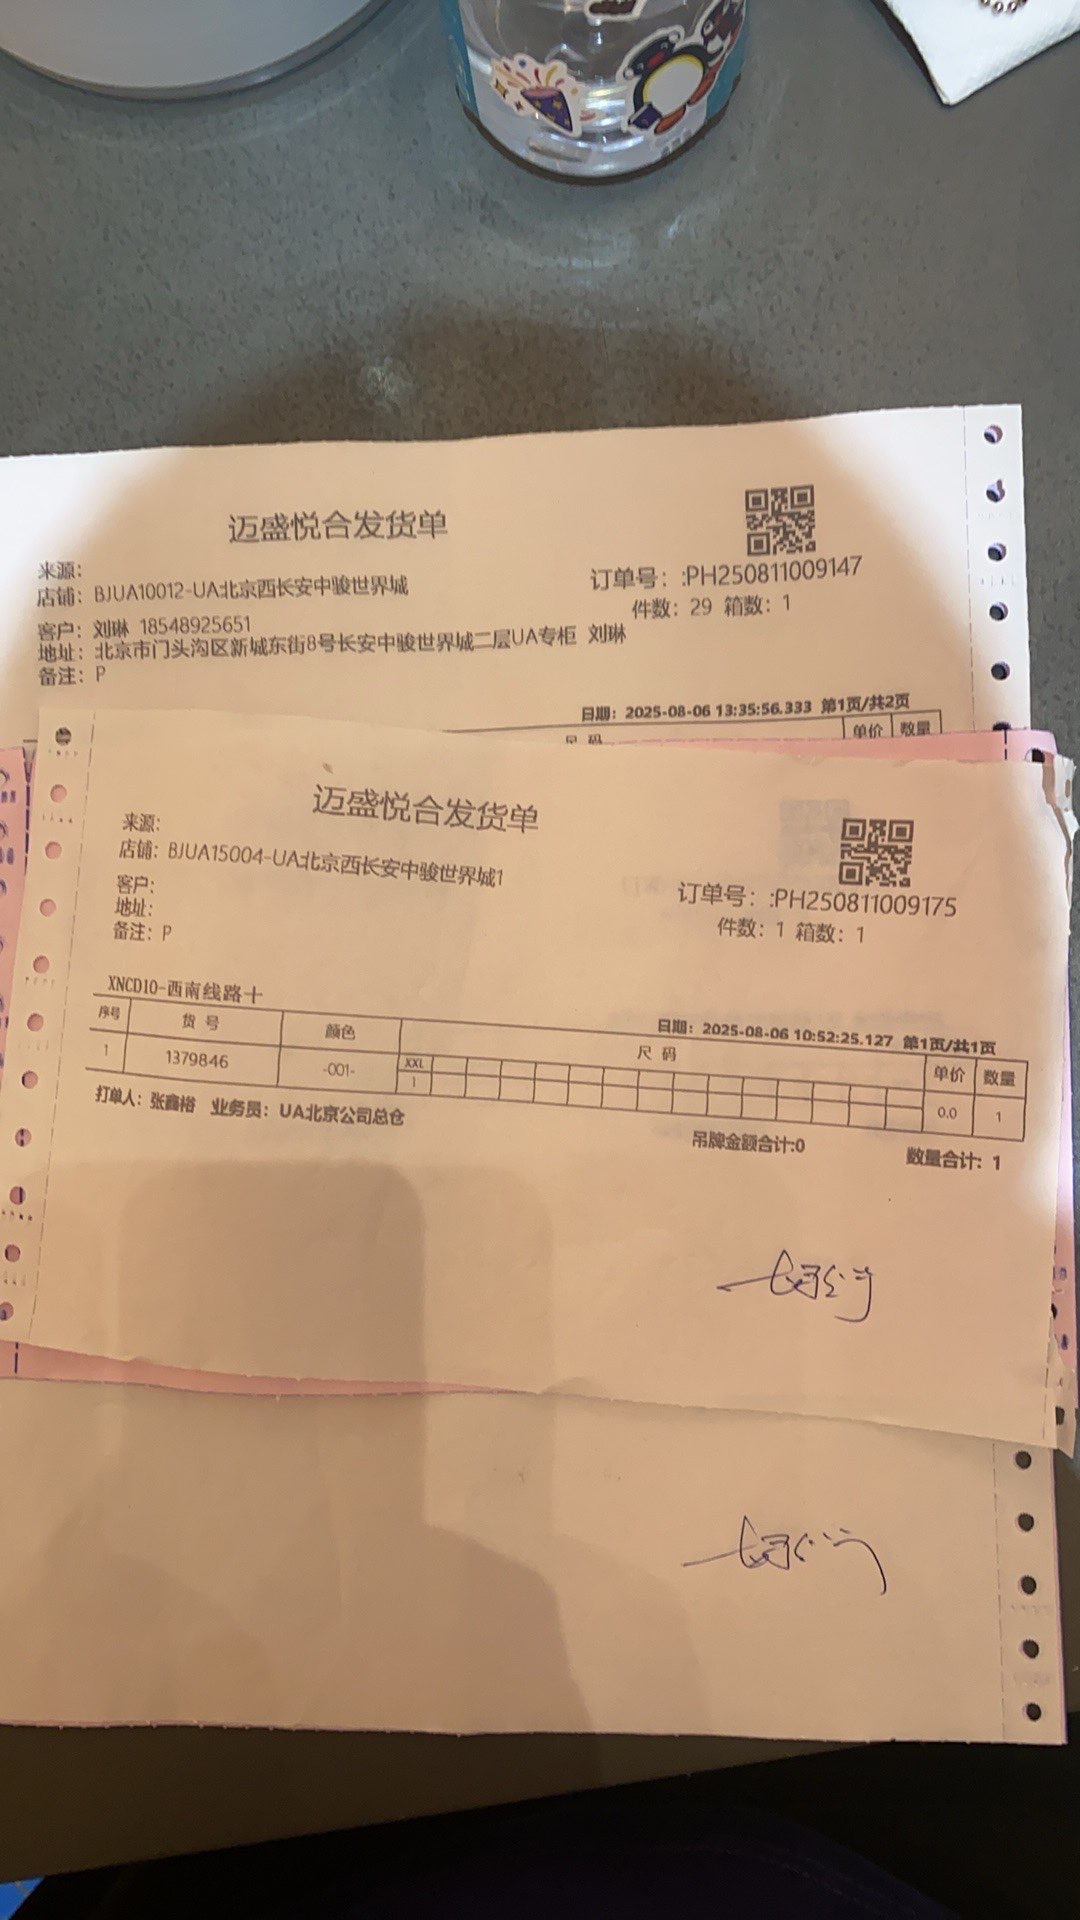 迈盛悦合发货单
来源:
店铺: BJUA10012-UA北京西长安中骏世界城
订单号: :PH250811009147
件数: 29 箱数: 1
客户: 刘琳 18548925651
地址: 北京市门头沟区新城东街8号长安中骏世界城二层UA专柜 刘琳
备注: P
日期: 2025-08-06 13:35:56.333 第1页/共2页
尺 码 单价 数量
迈盛悦合发货单
来源:
店铺: BJUA15004-UA北京西长安中骏世界城1
订单号: :PH250811009175
件数: 1 箱数: 1
客户:
地址:
备注: P
XNCD10-西南线路十
日期: 2025-08-06 10:52:25.127 第1页/共1页
序号 货 号 颜色 尺 码 单价 数量
1 1379846 -001- XXL 0.0 1
1
打单人: 张鑫裕 业务员: UA北京公司总仓
吊牌金额合计:0
数量合计: 1